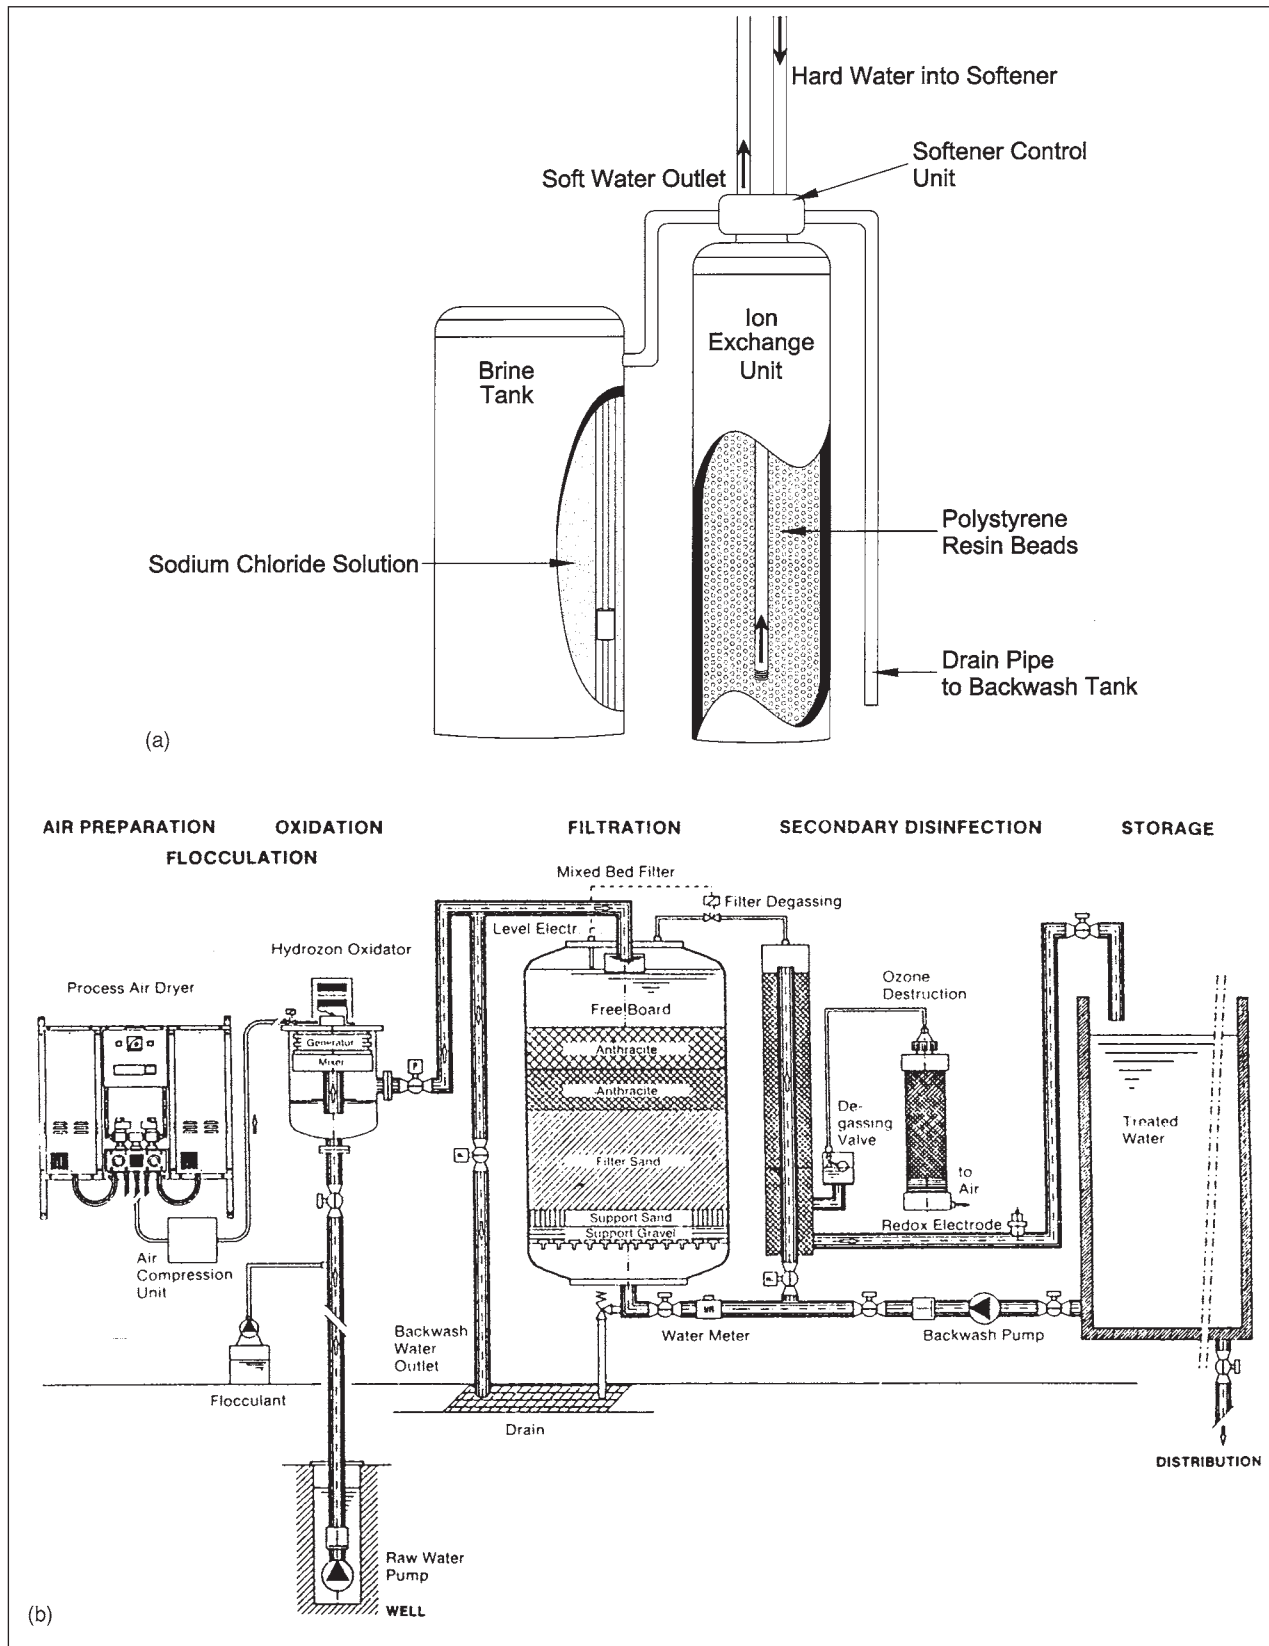 Hard Water into Softener
Softener Control
Unit
Soft Water Outlet
Ion
Exchange
Unit
Brine
Tank
Polystyrene
Resin Beads
Sodium Chloride Solution
Drain Pipe
to Backwash Tank
(a)
AIR PREPARATION
OXIDATION
FILTRATION
SECONDARY DISINFECTION
STORAGE
FLOCCULATION
Mixed Bed Filter
Filter Degassing
Level Electr.
Hydrozon Oxidator
Process Air Dryer
Ozone
Destruction
Free Board
Generator
Mixer
Anthracite
Anthracite
De-
gassing
Valve
Treated
Water
Filter Sand
to
Air
Support Sand
Support Gravel
Redox Electrode
Air
Compression
Unit
Backwash
Water
Outlet
Water Meter
Backwash Pump
Flocculant
Drain
DISTRIBUTION
Raw Water
Pump
WELL
(b)